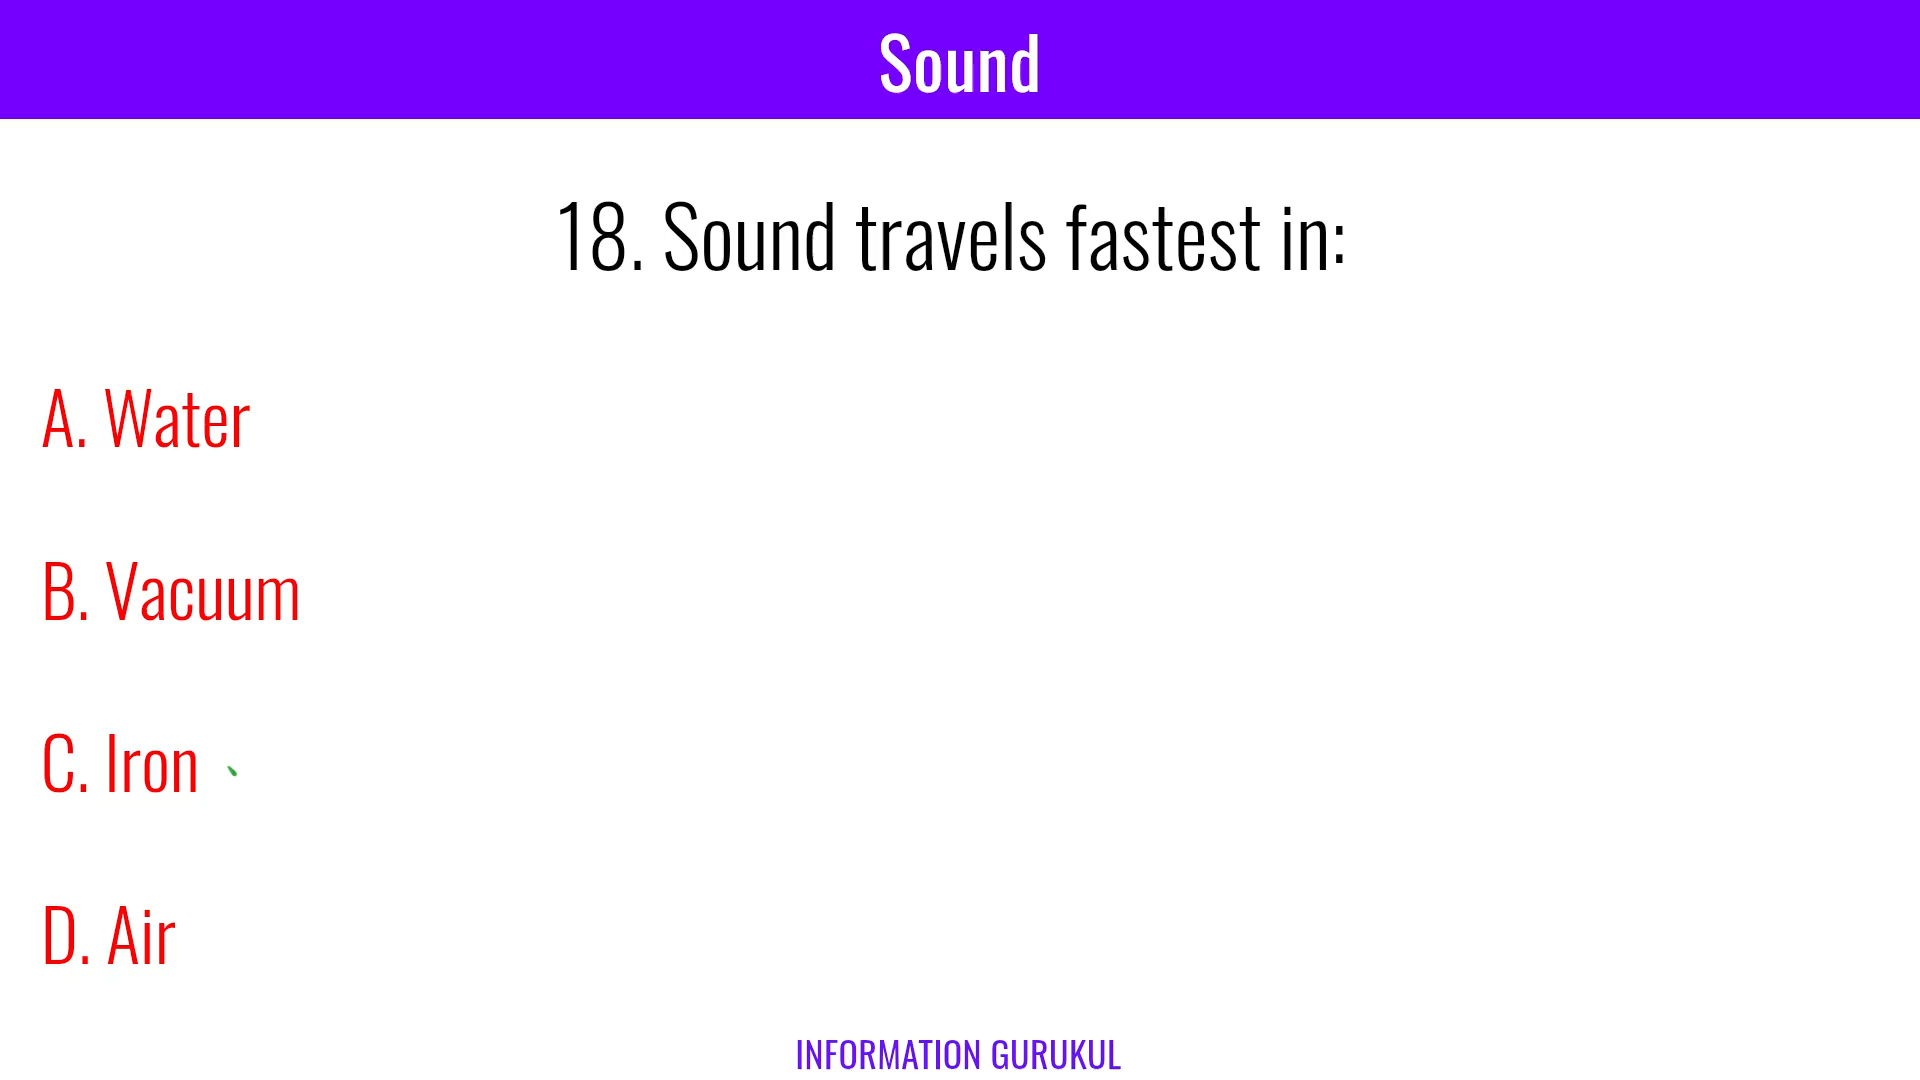 Sound
18. Sound travels fastest in:
A. Water
B. Vacuum
C. Iron
D. Air
INFORMATION GURUKUL